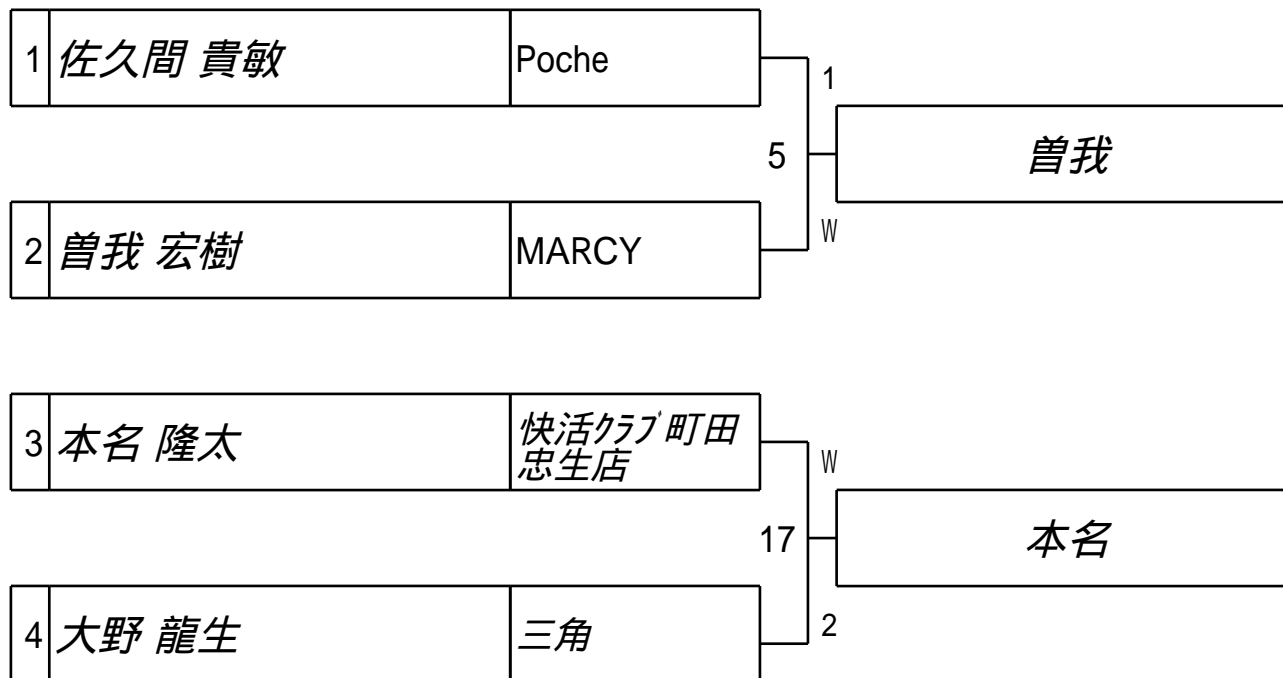 1 佐久間 貴敏 Poche
1
5 曽我
2 曽我 宏樹 MARCY
W
3 本名 隆太 快活ｸﾗﾌﾞ町田
忠生店
W
17 本名
4 大野 龍生 三角
2